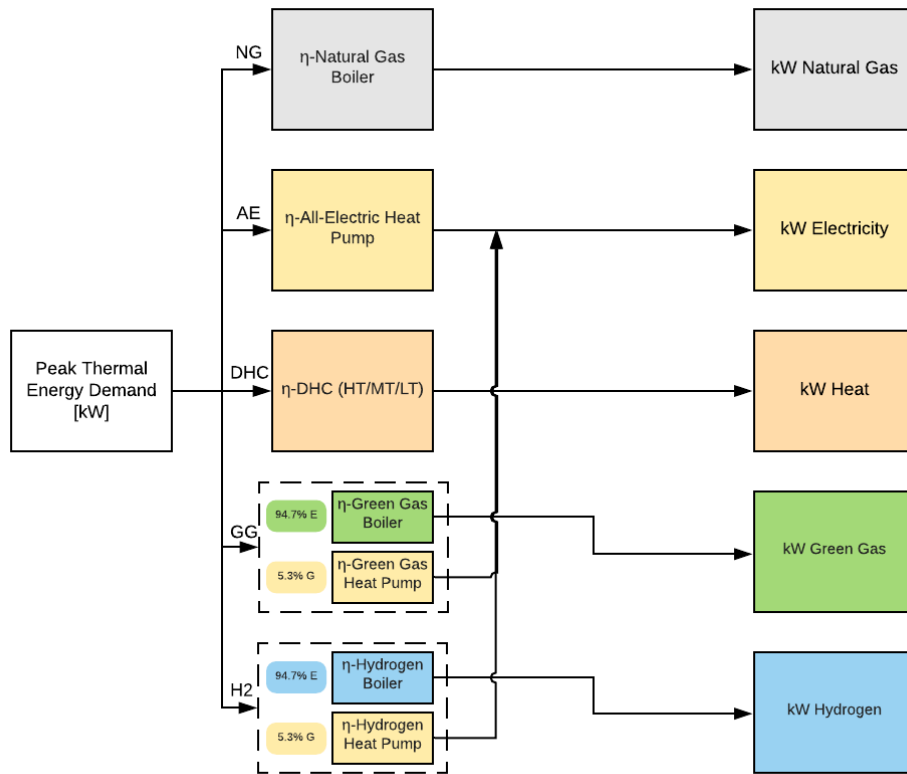 NG
η-Natural Gas
Boiler
kW Natural Gas
AE
η-All-Electric Heat
Pump
kW Electricity
Peak Thermal
Energy Demand
[kW]
DHC
η-DHC (HT/MT/LT)
kW Heat
GG
94.7% E
η-Green Gas
Boiler
5.3% G
η-Green Gas
Heat Pump
kW Green Gas
H2
94.7% E
η-Hydrogen
Boiler
5.3% G
η-Hydrogen
Heat Pump
kW Hydrogen